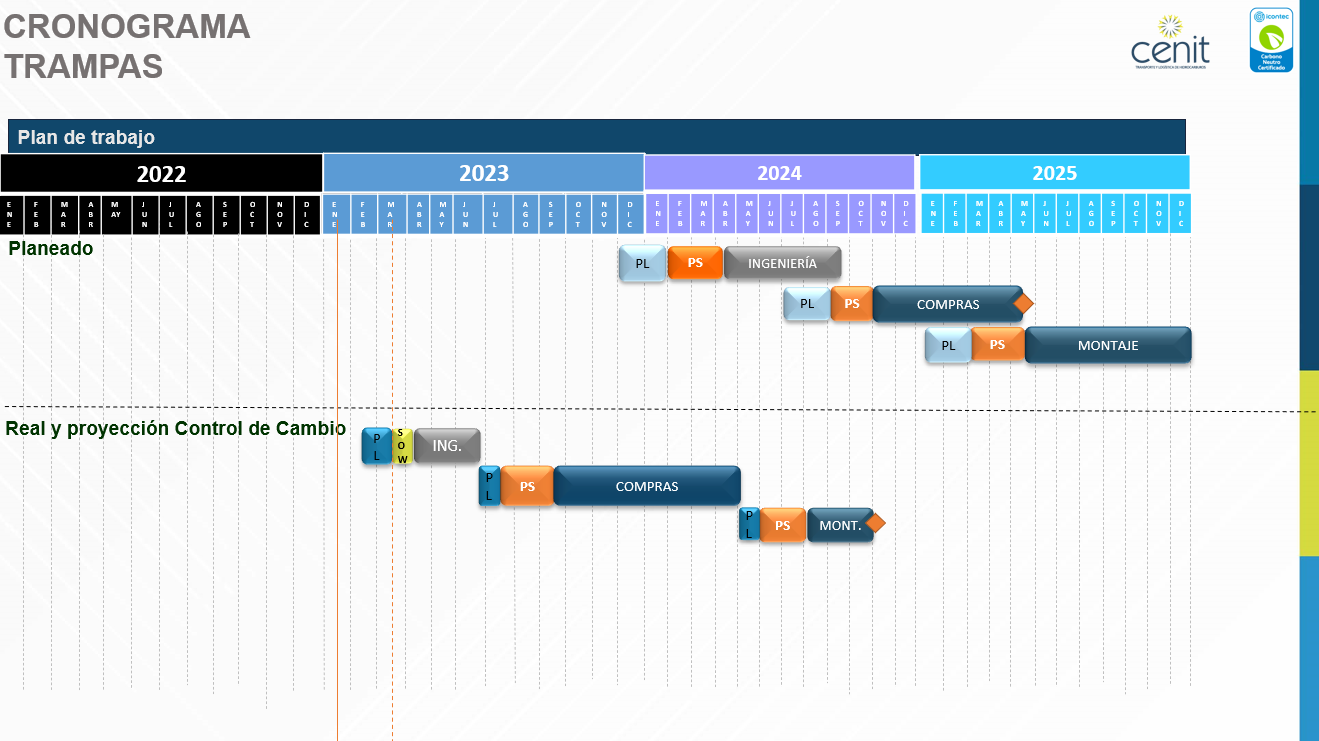 CRONOGRAMA
TRAMPAS
cenit
TRANSPORTE Y LOGÍSTICA DE HIDROCARBUROS
icontec
Carbono
Neutro
Certificado
Plan de trabajo
2022 2023 2024 2025
ENE FEB MAR ABR MAY JUN JUL AGO SEP OCT NOV DIC ENE FEB MAR ABR MAY JUN JUL AGO SEP OCT NOV DIC ENE FEB MAR ABR MAY JUN JUL AGO SEP OCT NOV DIC ENE FEB MAR ABR MAY JUN JUL AGO SEP OCT NOV DIC
Planeado
PL PS INGENIERÍA
PL PS COMPRAS
PL PS MONTAJE
Real y proyección Control de Cambio
PL SOW ING.
PL PS COMPRAS
PL PS MONT.